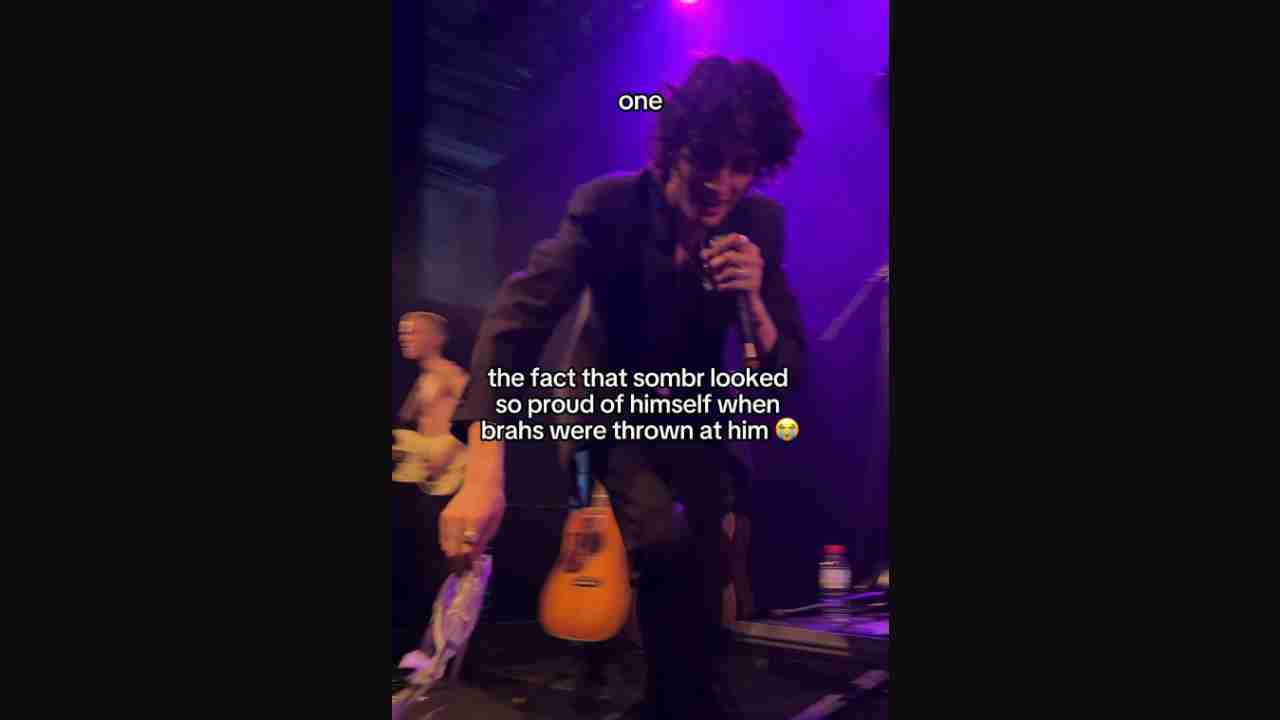 one
the fact that sombr looked
so proud of himself when
brahs were thrown at him 😭